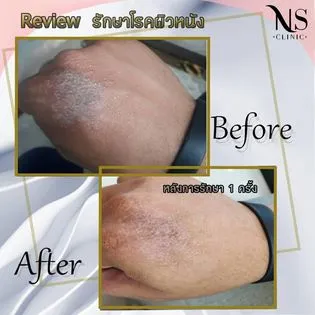 Review รักษาโรคผิวหนัง
NS
·CLINIC·
Before
หลังการรักษา 1 ครั้ง
After